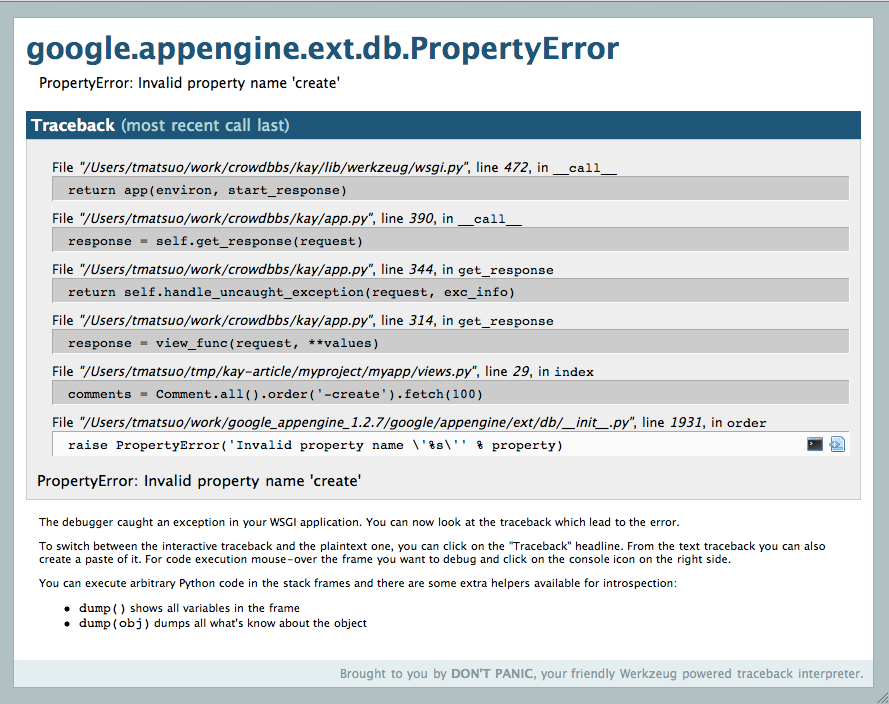 google.appengine.ext.db.PropertyError
PropertyError: Invalid property name 'create'
Traceback (most recent call last)
File "/Users/tmatsuo/work/crowdbbs/kay/lib/werkzeug/wsgi.py", line 472, in __call__
return app(environ, start_response)
File "/Users/tmatsuo/work/crowdbbs/kay/app.py", line 390, in __call__
response = self.get_response(request)
File "/Users/tmatsuo/work/crowdbbs/kay/app.py", line 344, in get_response
return self.handle_uncaught_exception(request, exc_info)
File "/Users/tmatsuo/work/crowdbbs/kay/app.py", line 314, in get_response
response = view_func(request, **values)
File "/Users/tmatsuo/tmp/kay-article/myproject/myapp/views.py", line 29, in index
comments = Comment.all().order('-create').fetch(100)
File "/Users/tmatsuo/work/google_appengine_1.2.7/google/appengine/ext/db/__init__.py", line 1931, in order
raise PropertyError('Invalid property name \'%s\'' % property)
PropertyError: Invalid property name 'create'
The debugger caught an exception in your WSGI application. You can now look at the traceback which lead to the error.
To switch between the interactive traceback and the plaintext one, you can click on the "Traceback" headline. From the text traceback you can also
create a paste of it. For code execution mouse-over the frame you want to debug and click on the console icon on the right side.
You can execute arbitrary Python code in the stack frames and there are some extra helpers available for introspection:
• dump() shows all variables in the frame
• dump(obj) dumps all what's know about the object
Brought to you by DON'T PANIC, your friendly Werkzeug powered traceback interpreter.